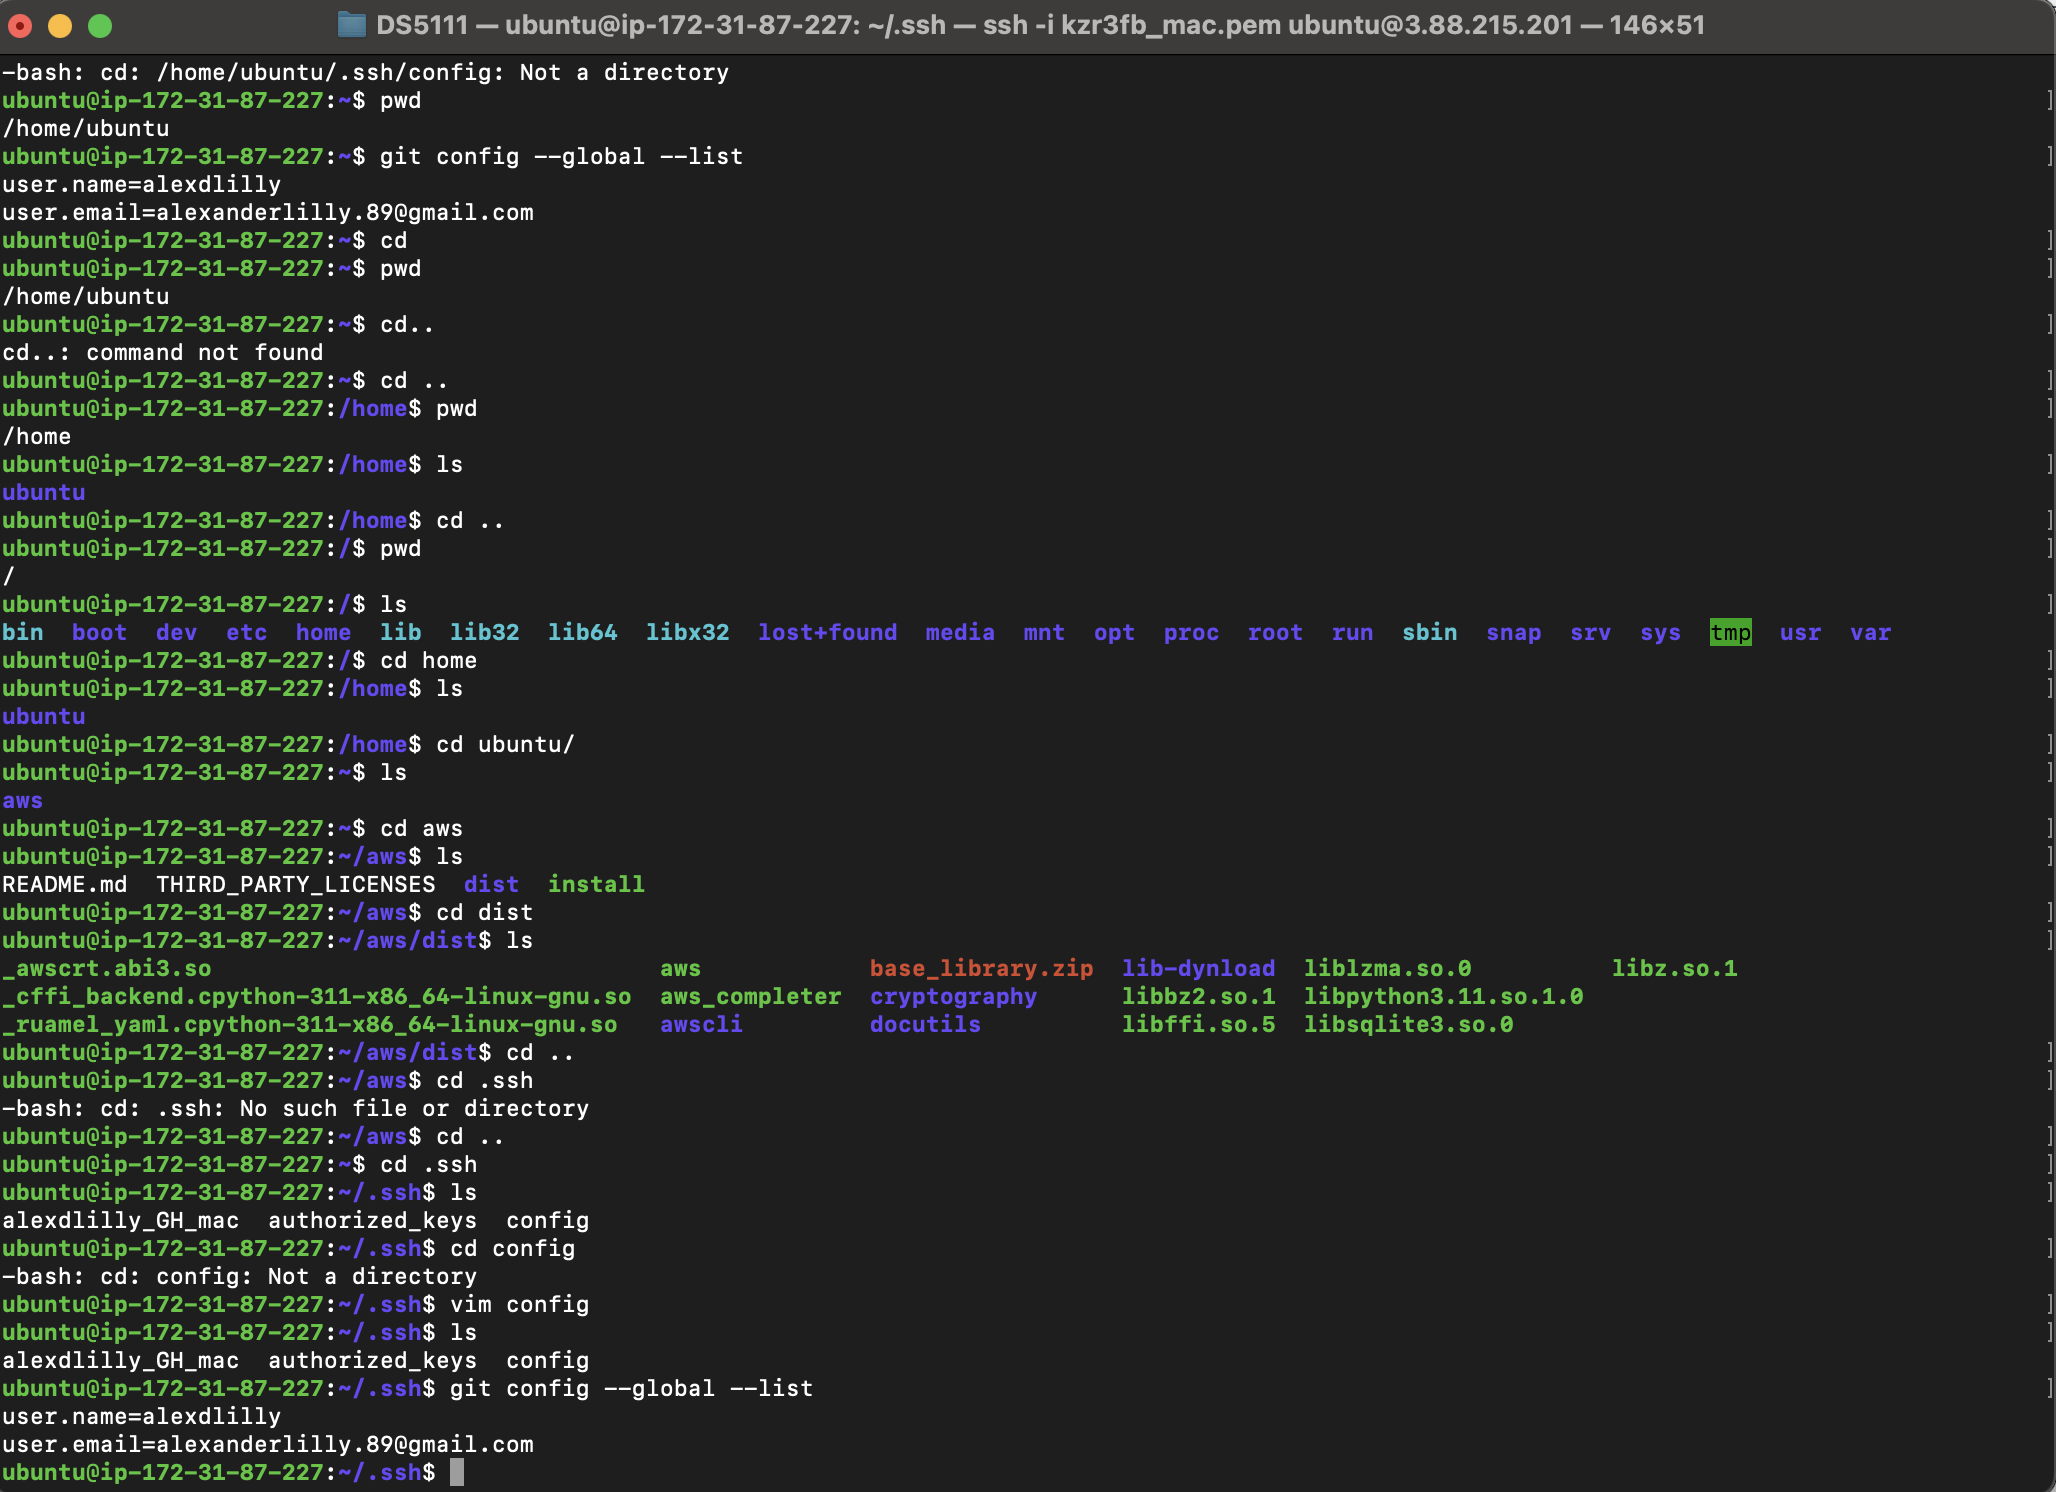 DS5111 — ubuntu@ip-172-31-87-227: ~/.ssh — ssh -i kzr3fb_mac.pem ubuntu@3.88.215.201 — 146×51
-bash: cd: /home/ubuntu/.ssh/config: Not a directory
ubuntu@ip-172-31-87-227:~$ pwd
/home/ubuntu
ubuntu@ip-172-31-87-227:~$ git config --global --list
user.name=alexdlilly
user.email=alexanderlilly.89@gmail.com
ubuntu@ip-172-31-87-227:~$ cd
ubuntu@ip-172-31-87-227:~$ pwd
/home/ubuntu
ubuntu@ip-172-31-87-227:~$ cd..
cd..: command not found
ubuntu@ip-172-31-87-227:~$ cd ..
ubuntu@ip-172-31-87-227:/home$ pwd
/home
ubuntu@ip-172-31-87-227:/home$ ls
ubuntu
ubuntu@ip-172-31-87-227:/home$ cd ..
ubuntu@ip-172-31-87-227:/$ pwd
/
ubuntu@ip-172-31-87-227:/$ ls
bin  boot  dev  etc  home  lib  lib32  lib64  libx32  lost+found  media  mnt  opt  proc  root  run  sbin  snap  srv  sys  tmp  usr  var
ubuntu@ip-172-31-87-227:/$ cd home
ubuntu@ip-172-31-87-227:/home$ ls
ubuntu
ubuntu@ip-172-31-87-227:/home$ cd ubuntu/
ubuntu@ip-172-31-87-227:~$ ls
aws
ubuntu@ip-172-31-87-227:~$ cd aws
ubuntu@ip-172-31-87-227:~/aws$ ls
README.md  THIRD_PARTY_LICENSES  dist  install
ubuntu@ip-172-31-87-227:~/aws$ cd dist
ubuntu@ip-172-31-87-227:~/aws/dist$ ls
_awscrt.abi3.so                                aws            base_library.zip  lib-dynload  liblzma.so.0          libz.so.1
_cffi_backend.cpython-311-x86_64-linux-gnu.so  aws_completer  cryptography      libbz2.so.1  libpython3.11.so.1.0
_ruamel_yaml.cpython-311-x86_64-linux-gnu.so   awscli         docutils          libffi.so.5  libsqlite3.so.0
ubuntu@ip-172-31-87-227:~/aws/dist$ cd ..
ubuntu@ip-172-31-87-227:~/aws$ cd .ssh
-bash: cd: .ssh: No such file or directory
ubuntu@ip-172-31-87-227:~/aws$ cd ..
ubuntu@ip-172-31-87-227:~$ cd .ssh
ubuntu@ip-172-31-87-227:~/.ssh$ ls
alexdlilly_GH_mac  authorized_keys  config
ubuntu@ip-172-31-87-227:~/.ssh$ cd config
-bash: cd: config: Not a directory
ubuntu@ip-172-31-87-227:~/.ssh$ vim config
ubuntu@ip-172-31-87-227:~/.ssh$ ls
alexdlilly_GH_mac  authorized_keys  config
ubuntu@ip-172-31-87-227:~/.ssh$ git config --global --list
user.name=alexdlilly
user.email=alexanderlilly.89@gmail.com
ubuntu@ip-172-31-87-227:~/.ssh$